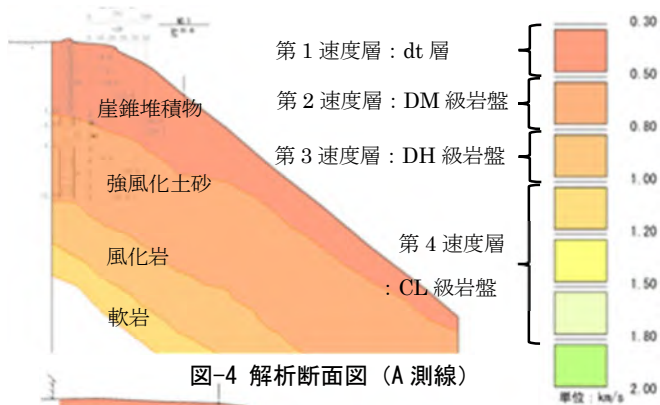 第1速度層：dt 層
第2速度層：DM 級岩盤
第3速度層：DH 級岩盤
第4速度層
：CL 級岩盤
崖錐堆積物
強風化土砂
風化岩
軟岩
0.30
0.50
0.80
1.00
1.20
1.50
1.80
2.00
単位：km/s
図-4 解析断面図（A 測線）